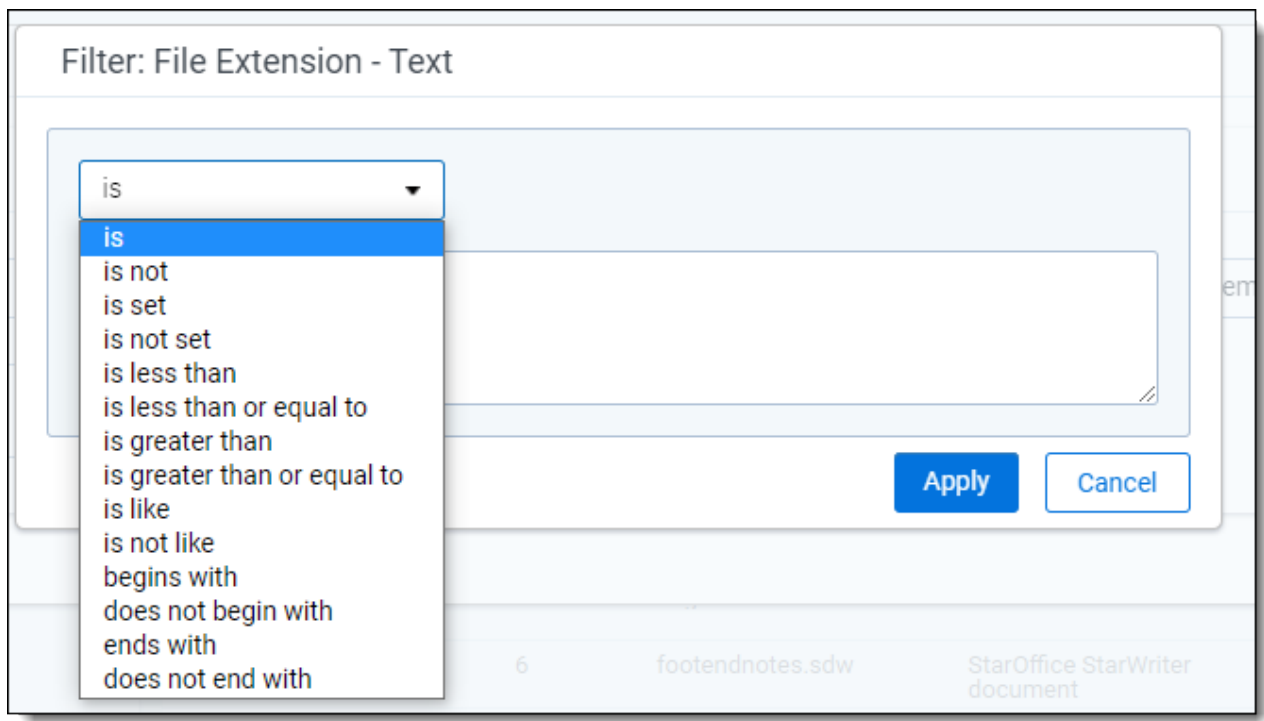 Filter: File Extension - Text
is
is
is not
is set
is not set
is less than
is less than or equal to
is greater than
is greater than or equal to
is like
is not like
begins with
does not begin with
ends with
does not end with
em
Apply
Cancel
6
footendnotes.sdw
StarOffice StarWriter
document